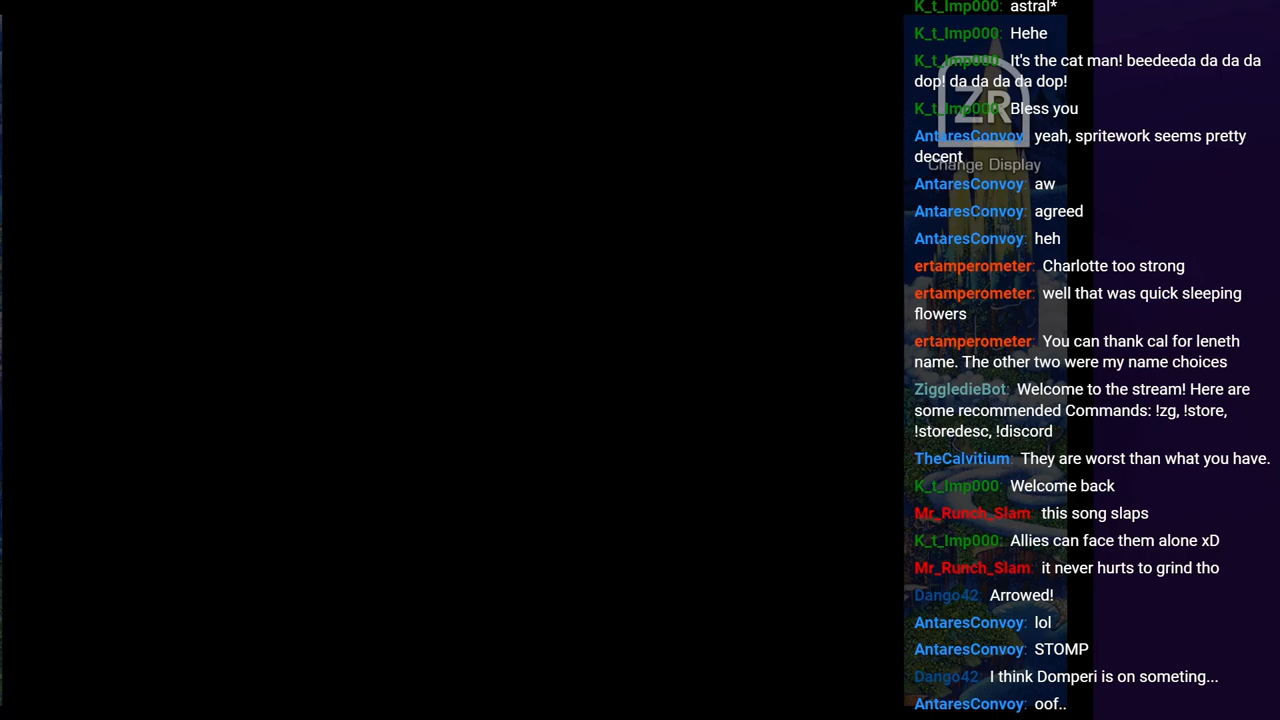 K_t_Imp000: astral*
K_t_Imp000: Hehe
K_t_Imp000: It's the cat man! beedeeda da da da
dop! da da da da dop!
ZR
K_t_Imp000: Bless you
AntaresConvoy: yeah, spritework seems pretty
decent
Change Display
AntaresConvoy: aw
AntaresConvoy: agreed
AntaresConvoy: heh
ertamperometer: Charlotte too strong
ertamperometer: well that was quick sleeping
flowers
ertamperometer: You can thank cal for leneth
name. The other two were my name choices
ZiggledieBot: Welcome to the stream! Here are
some recommended Commands: !zg, !store,
!storedesc, !discord
TheCalvitium: They are worst than what you have.
K_t_Imp000: Welcome back
Mr_Runch_Slam: this song slaps
K_t_Imp000: Allies can face them alone xD
Mr_Runch_Slam: it never hurts to grind tho
Dango42: Arrowed!
AntaresConvoy: lol
AntaresConvoy: STOMP
Dango42: I think Domperi is on someting...
AntaresConvoy: oof..